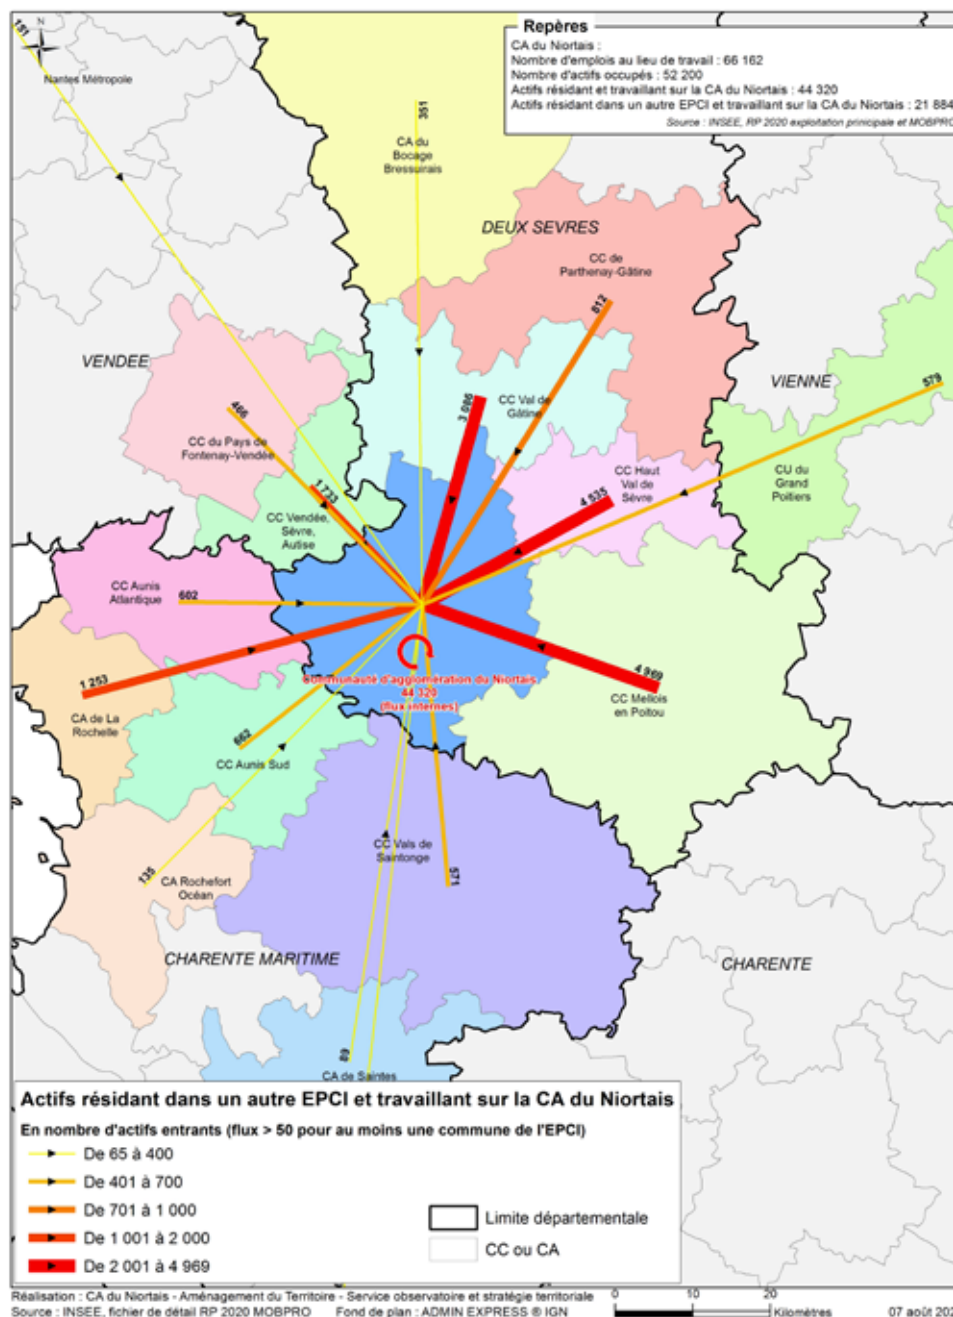 Repères
CA du Niortais :
Nombre d'emplois au lieu de travail : 66 162
Nombre d'actifs occupés : 52 200
Actifs résidant et travaillant sur la CA du Niortais : 44 320
Actifs résidant dans un autre EPCI et travaillant sur la CA du Niortais : 21 884
Source : INSEE, RP 2020 exploitation prinicipale et MOBPRO
151
N
Nantes Métropole
351
CA du
Bocage
Bressuirais
DEUX SEVRES
CC de
Parthenay-Gâtine
812
VENDEE
VIENNE
579
466
3 086
CC Val de
Gâtine
CC du Pays de
Fontenay-Vendée
CC Haut
Val de
Sèvre
CU du
Grand
Poitiers
1733
4 535
CC Vendée,
Sèvre,
Autise
CC Aunis
Atlantique
602
1 253
Communauté d'agglomération du Niortais
44 320
(flux internes)
4 969
CC Mellois
en Poitou
CA de La
Rochelle
662
CC Aunis Sud
CC Vals de
Saintonge
571
135
CA Rochefort
Océan
CHARENTE MARITIME
CHARENTE
89
CA de Saintes
Actifs résidant dans un autre EPCI et travaillant sur la CA du Niortais
En nombre d'actifs entrants (flux > 50 pour au moins une commune de l'EPCI)
De 65 à 400
De 401 à 700
De 701 à 1 000
De 1 001 à 2 000
De 2 001 à 4 969
Limite départementale
CC ou CA
Réalisation : CA du Niortais - Aménagement du Territoire - Service observatoire et stratégie territoriale
Source : INSEE, fichier de détail RP 2020 MOBPRO Fond de plan : ADMIN EXPRESS ® IGN
0 10 20
Kilomètres
07 août 202